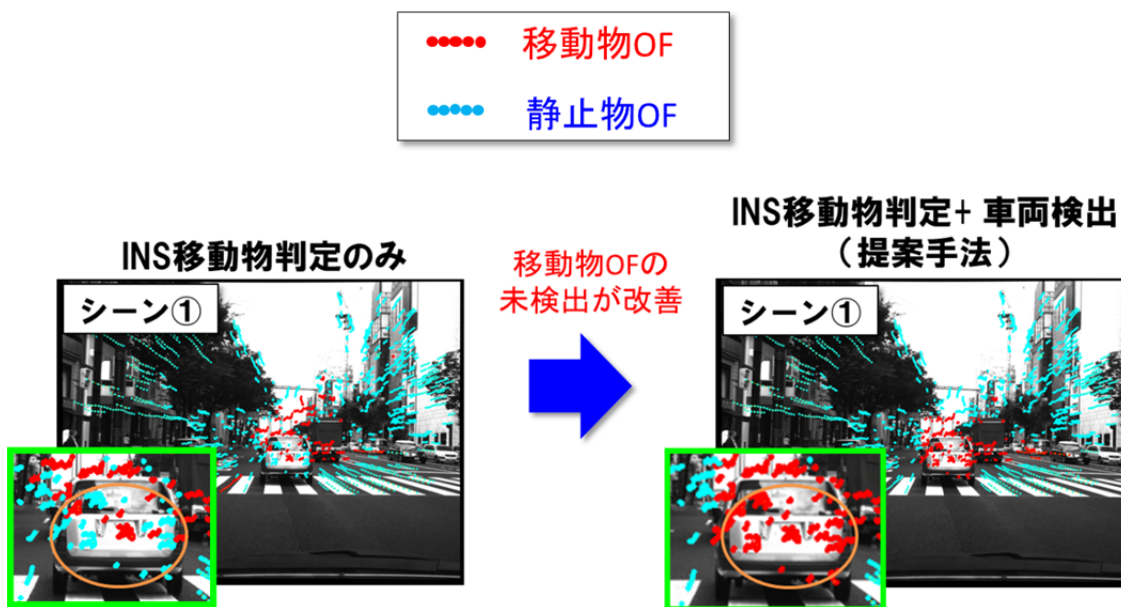 移動物OF
静止物OF
INS移動物判定のみ
シーン①
移動物OFの
未検出が改善
INS移動物判定+ 車両検出
（提案手法）
シーン①